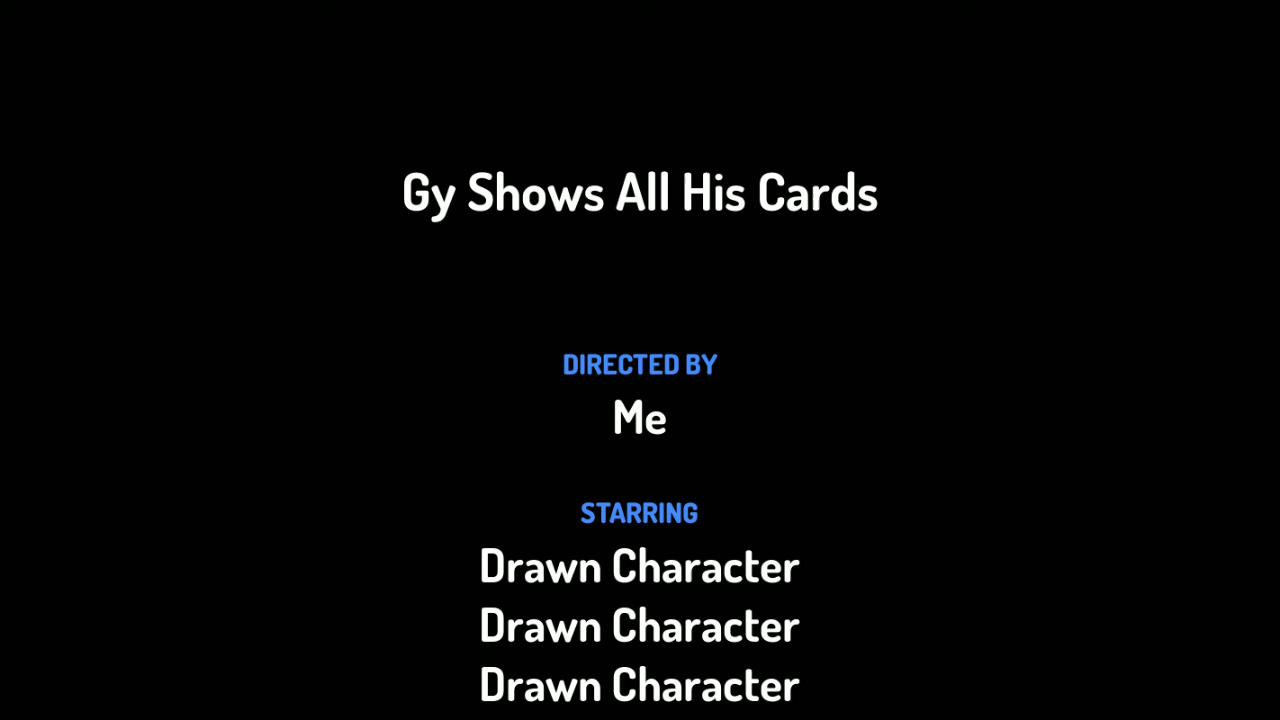 Gy Shows All His Cards
DIRECTED BY
Me
STARRING
Drawn Character
Drawn Character
Drawn Character